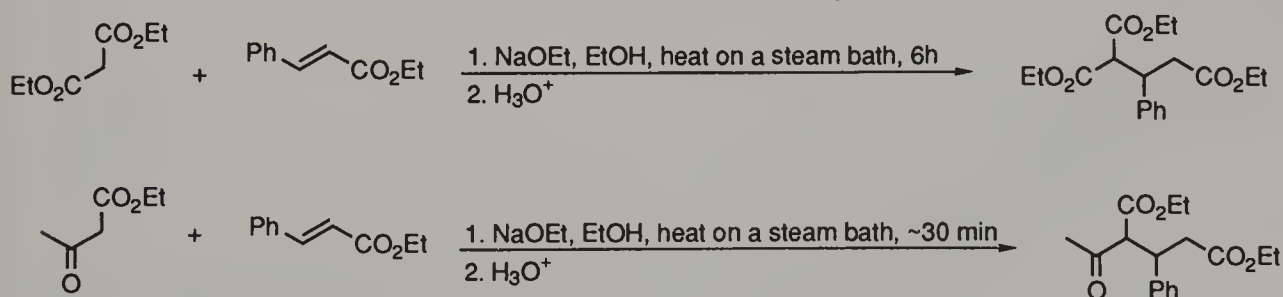 CO₂Et
EtO₂C
+
Ph
CO₂Et
1. NaOEt, EtOH, heat on a steam bath, 6h
2. H₃O⁺
CO₂Et
EtO₂C
CO₂Et
Ph
CO₂Et
O
+
Ph
CO₂Et
1. NaOEt, EtOH, heat on a steam bath, ~30 min
2. H₃O⁺
CO₂Et
CO₂Et
O
Ph